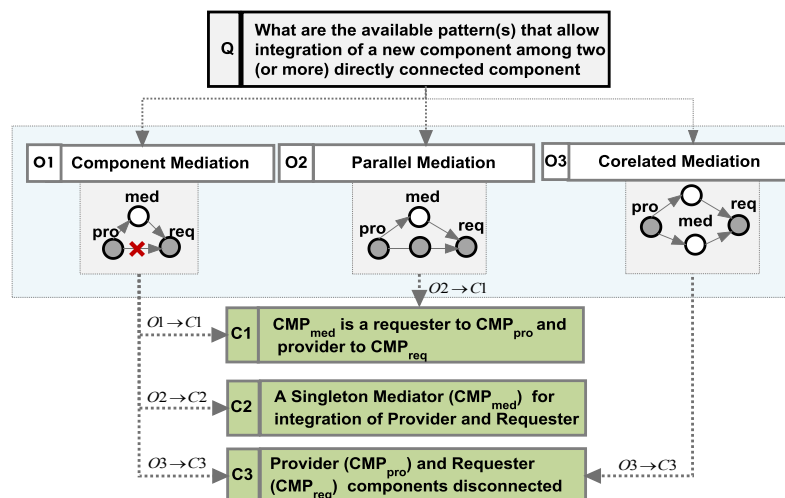 Q
What are the available pattern(s) that allow
integration of a new component among two
(or more) directly connected component
O1
Component Mediation
O2
Parallel Mediation
O3
Corelated Mediation
med
pro
req
med
pro
req
pro
med
req
O2→C1
O1→C1
C1
CMPmed is a requester to CMPpro and
provider to CMPreq
O2→C2
C2
A Singleton Mediator (CMPmed) for
integration of Provider and Requester
O3→C3
C3
Provider (CMPpro) and Requester
(CMPreq) components disconnected
O3→C3